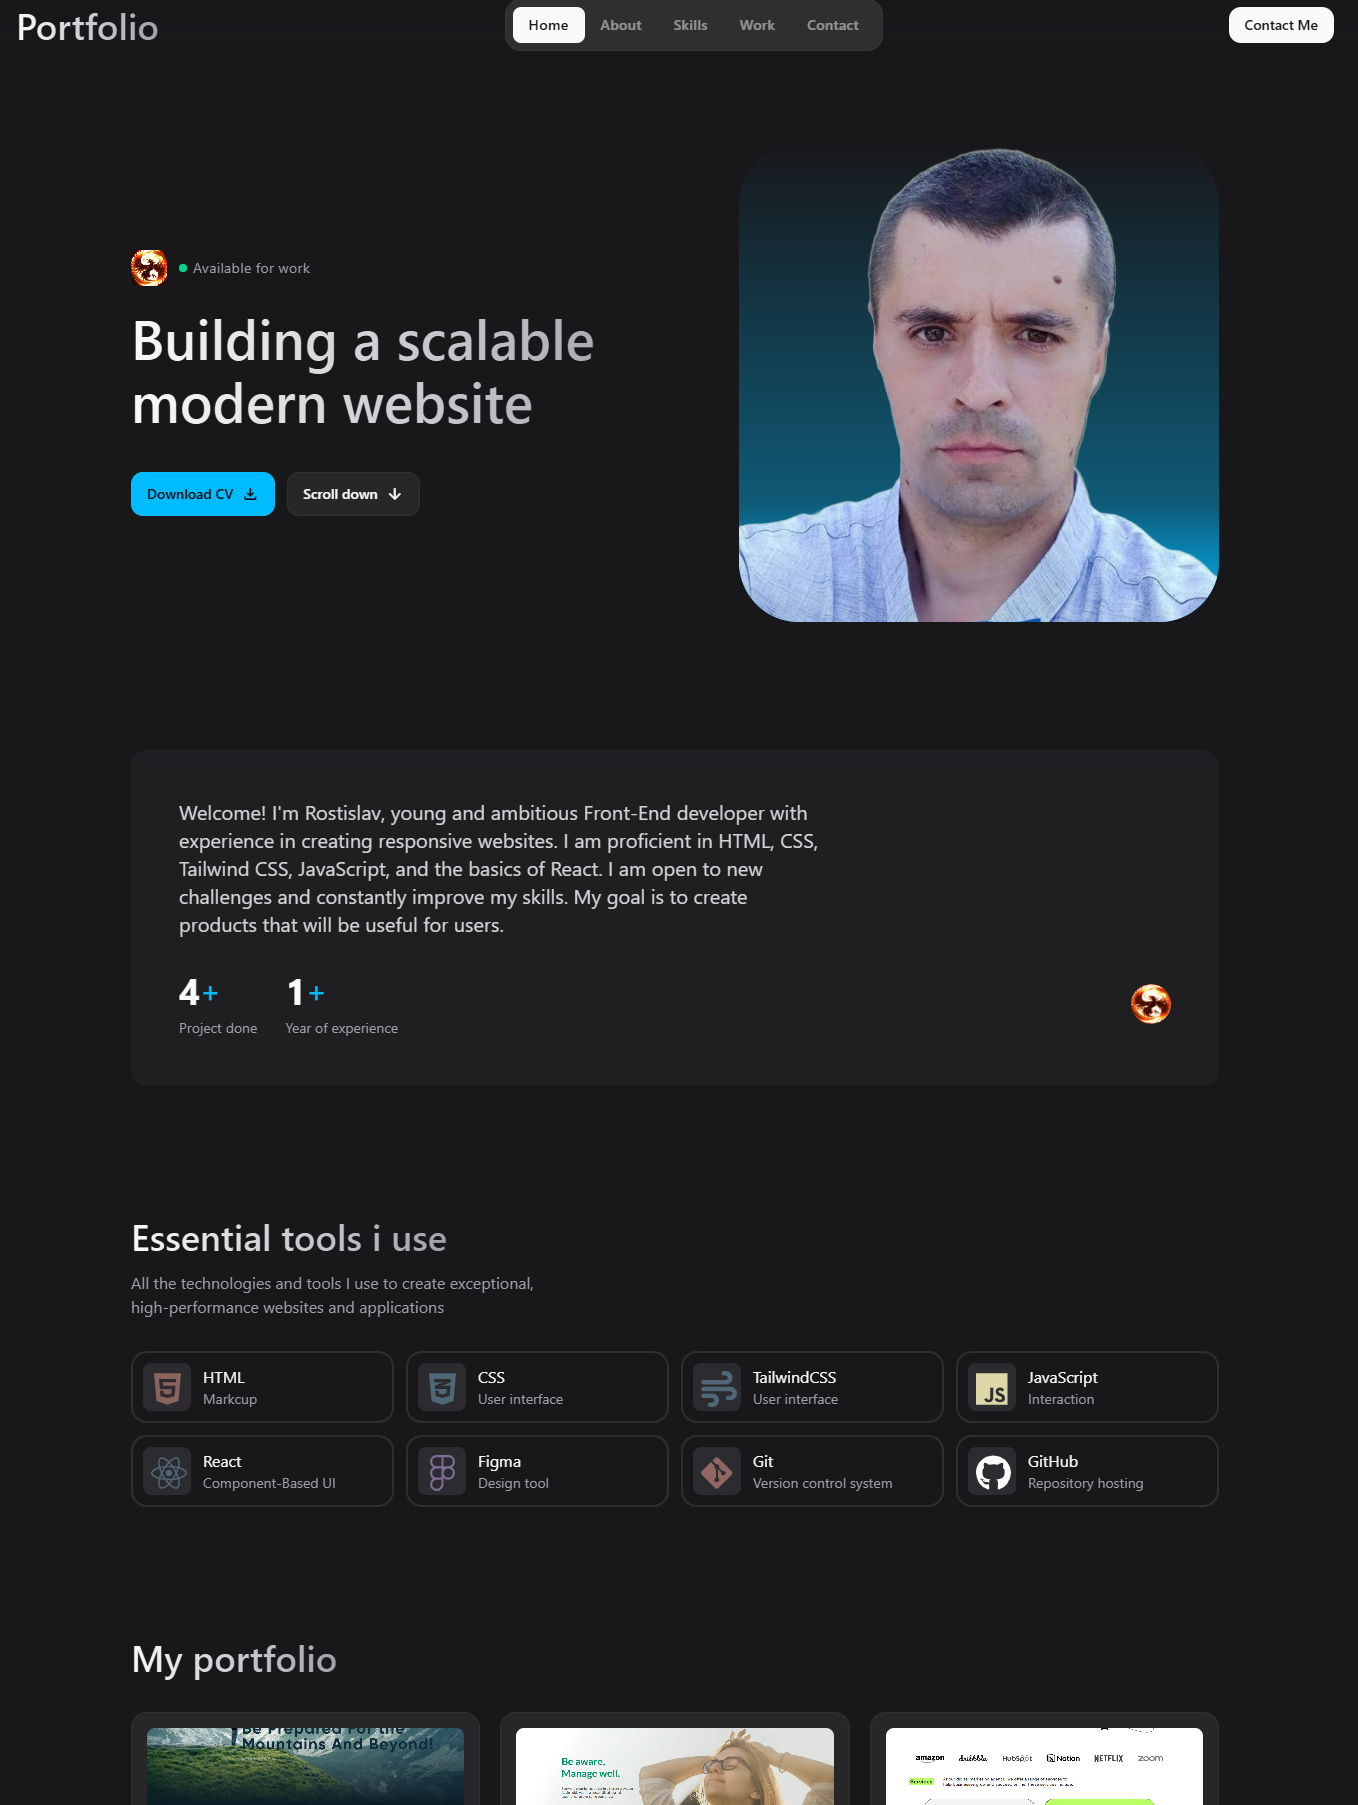 Portfolio
Home About Skills Work Contact
Contact Me
Available for work
Building a scalable
modern website
Download CV
Scroll down
Welcome! I'm Rostislav, young and ambitious Front-End developer with
experience in creating responsive websites. I am proficient in HTML, CSS,
Tailwind CSS, JavaScript, and the basics of React. I am open to new
challenges and constantly improve my skills. My goal is to create
products that will be useful for users.
4+
Project done
1+
Year of experience
Essential tools i use
All the technologies and tools I use to create exceptional,
high-performance websites and applications
HTML
Markcup
CSS
User interface
TailwindCSS
User interface
JS
JavaScript
Interaction
React
Component-Based UI
Figma
Design tool
Git
Version control system
GitHub
Repository hosting
My portfolio
Be Prepared For the
Mountains And Beyond!
Be aware.
Manage well.
amazon dribbble HubSpot Notion NETFLIX zoom
Services